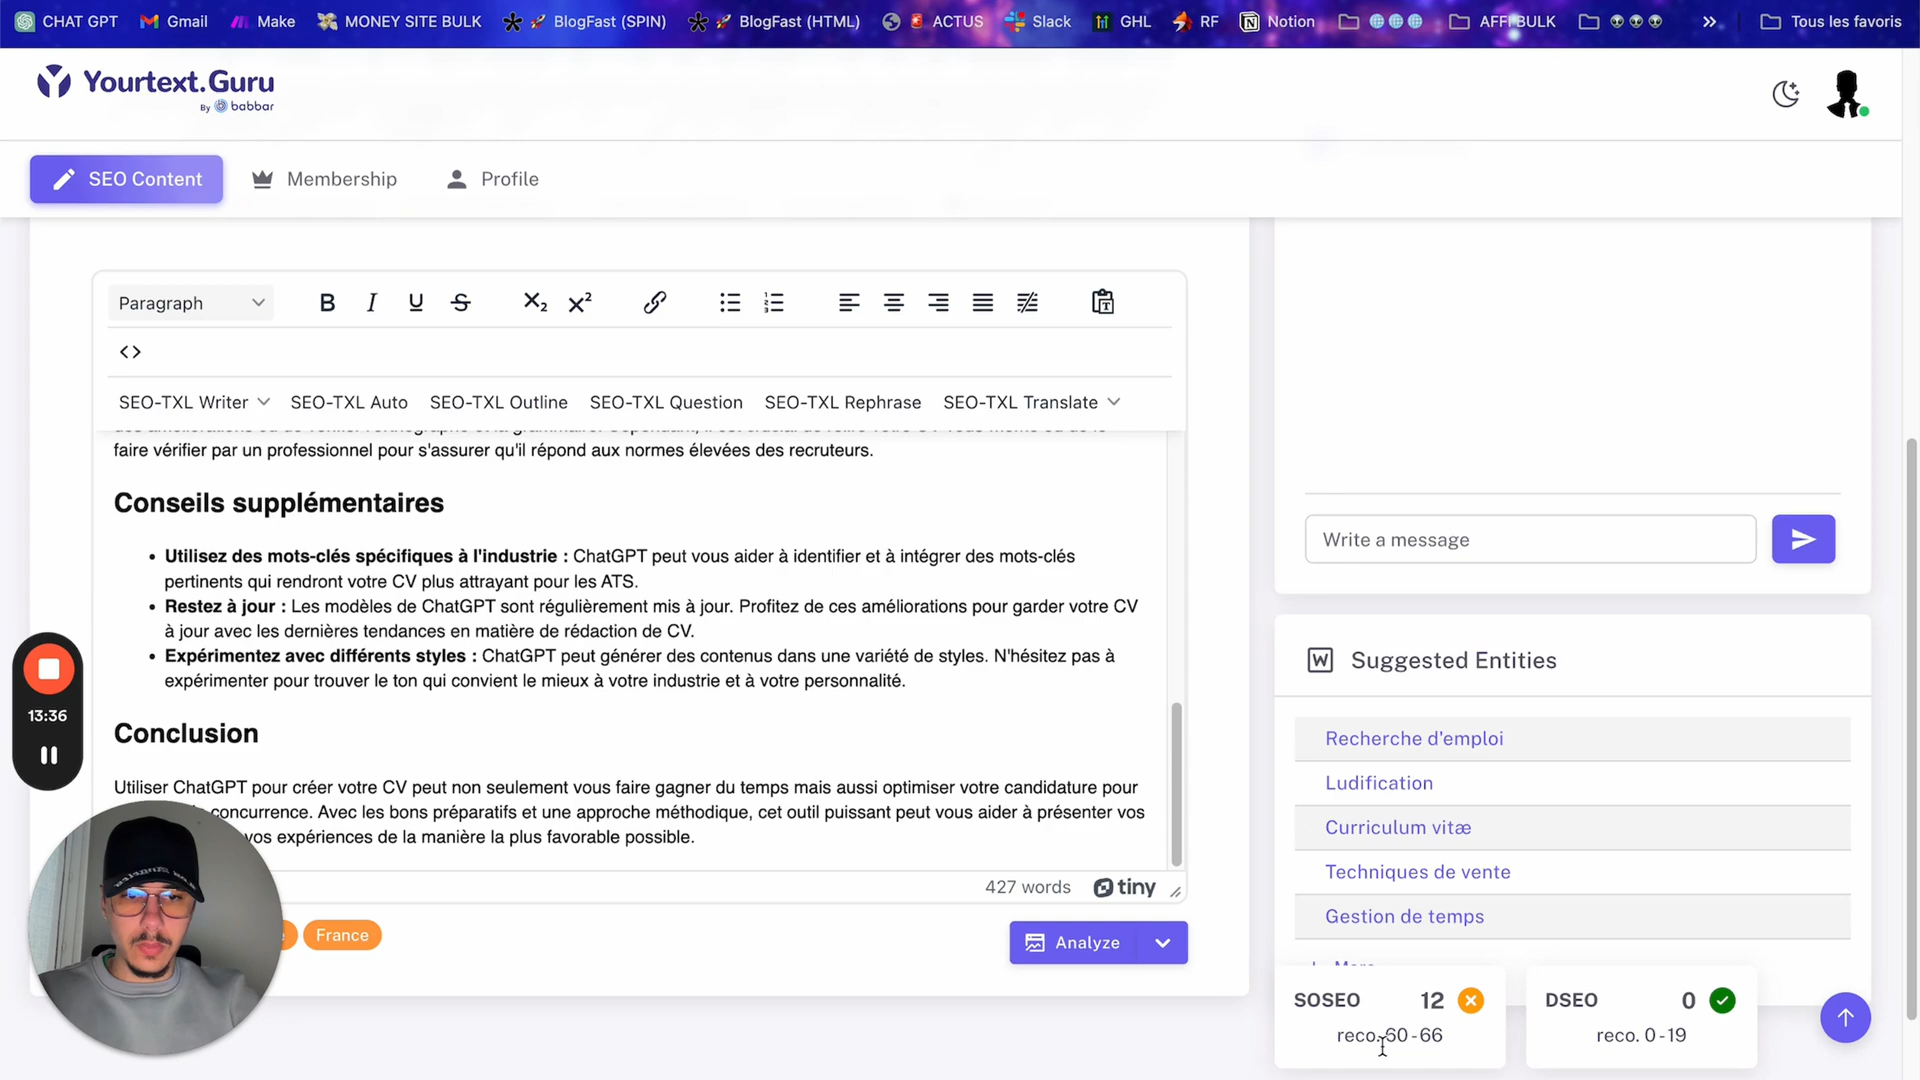 CHAT GPT Gmail Make MONEY SITE BULK BlogFast (SPIN) BlogFast (HTML) ACTUS Slack GHL RF Notion AFFI BULK Tous les favoris
Yourtext.Guru
By babbar
SEO Content Membership Profile
Paragraph
SEO-TXL Writer SEO-TXL Auto SEO-TXL Outline SEO-TXL Question SEO-TXL Rephrase SEO-TXL Translate
faire vérifier par un professionnel pour s'assurer qu'il répond aux normes élevées des recruteurs.
Conseils supplémentaires
• Utilisez des mots-clés spécifiques à l'industrie : ChatGPT peut vous aider à identifier et à intégrer des mots-clés
pertinents qui rendront votre CV plus attrayant pour les ATS.
• Restez à jour : Les modèles de ChatGPT sont régulièrement mis à jour. Profitez de ces améliorations pour garder votre CV
à jour avec les dernières tendances en matière de rédaction de CV.
• Expérimentez avec différents styles : ChatGPT peut générer des contenus dans une variété de styles. N'hésitez pas à
expérimenter pour trouver le ton qui convient le mieux à votre industrie et à votre personnalité.
Conclusion
Utiliser ChatGPT pour créer votre CV peut non seulement vous faire gagner du temps mais aussi optimiser votre candidature pour
concurrence. Avec les bons préparatifs et une approche méthodique, cet outil puissant peut vous aider à présenter vos
vos expériences de la manière la plus favorable possible.
427 words tiny
France
Analyze
13:36
Write a message
Suggested Entities
Recherche d'emploi
Ludification
Curriculum vitæ
Techniques de vente
Gestion de temps
SOSEO 12
reco. 60 - 66
DSEO 0
reco. 0 - 19